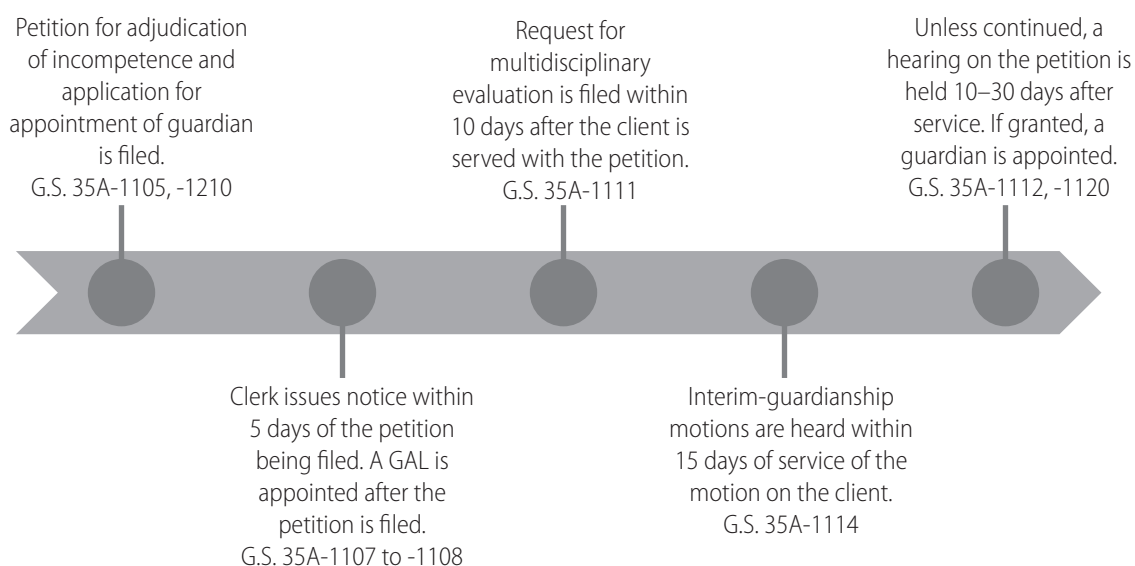 Petition for adjudication
of incompetence and
application for
appointment of guardian
is filed.
G.S. 35A-1105, -1210
Clerk issues notice within
5 days of the petition
being filed. A GAL is
appointed after the
petition is filed.
G.S. 35A-1107 to -1108
Request for
multidisciplinary
evaluation is filed within
10 days after the client is
served with the petition.
G.S. 35A-1111
Interim-guardianship
motions are heard within
15 days of service of the
motion on the client.
G.S. 35A-1114
Unless continued, a
hearing on the petition is
held 10–30 days after
service. If granted, a
guardian is appointed.
G.S. 35A-1112, -1120